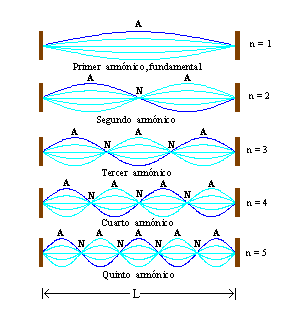 A
n = 1
Primer armónico, fundamental
A A
N
n = 2
Segundo armónico
A A A
N N
n = 3
Tercer armónico
A A A A
N N N
n = 4
Cuarto armónico
A A A A A
N N N N
n = 5
Quinto armónico
L